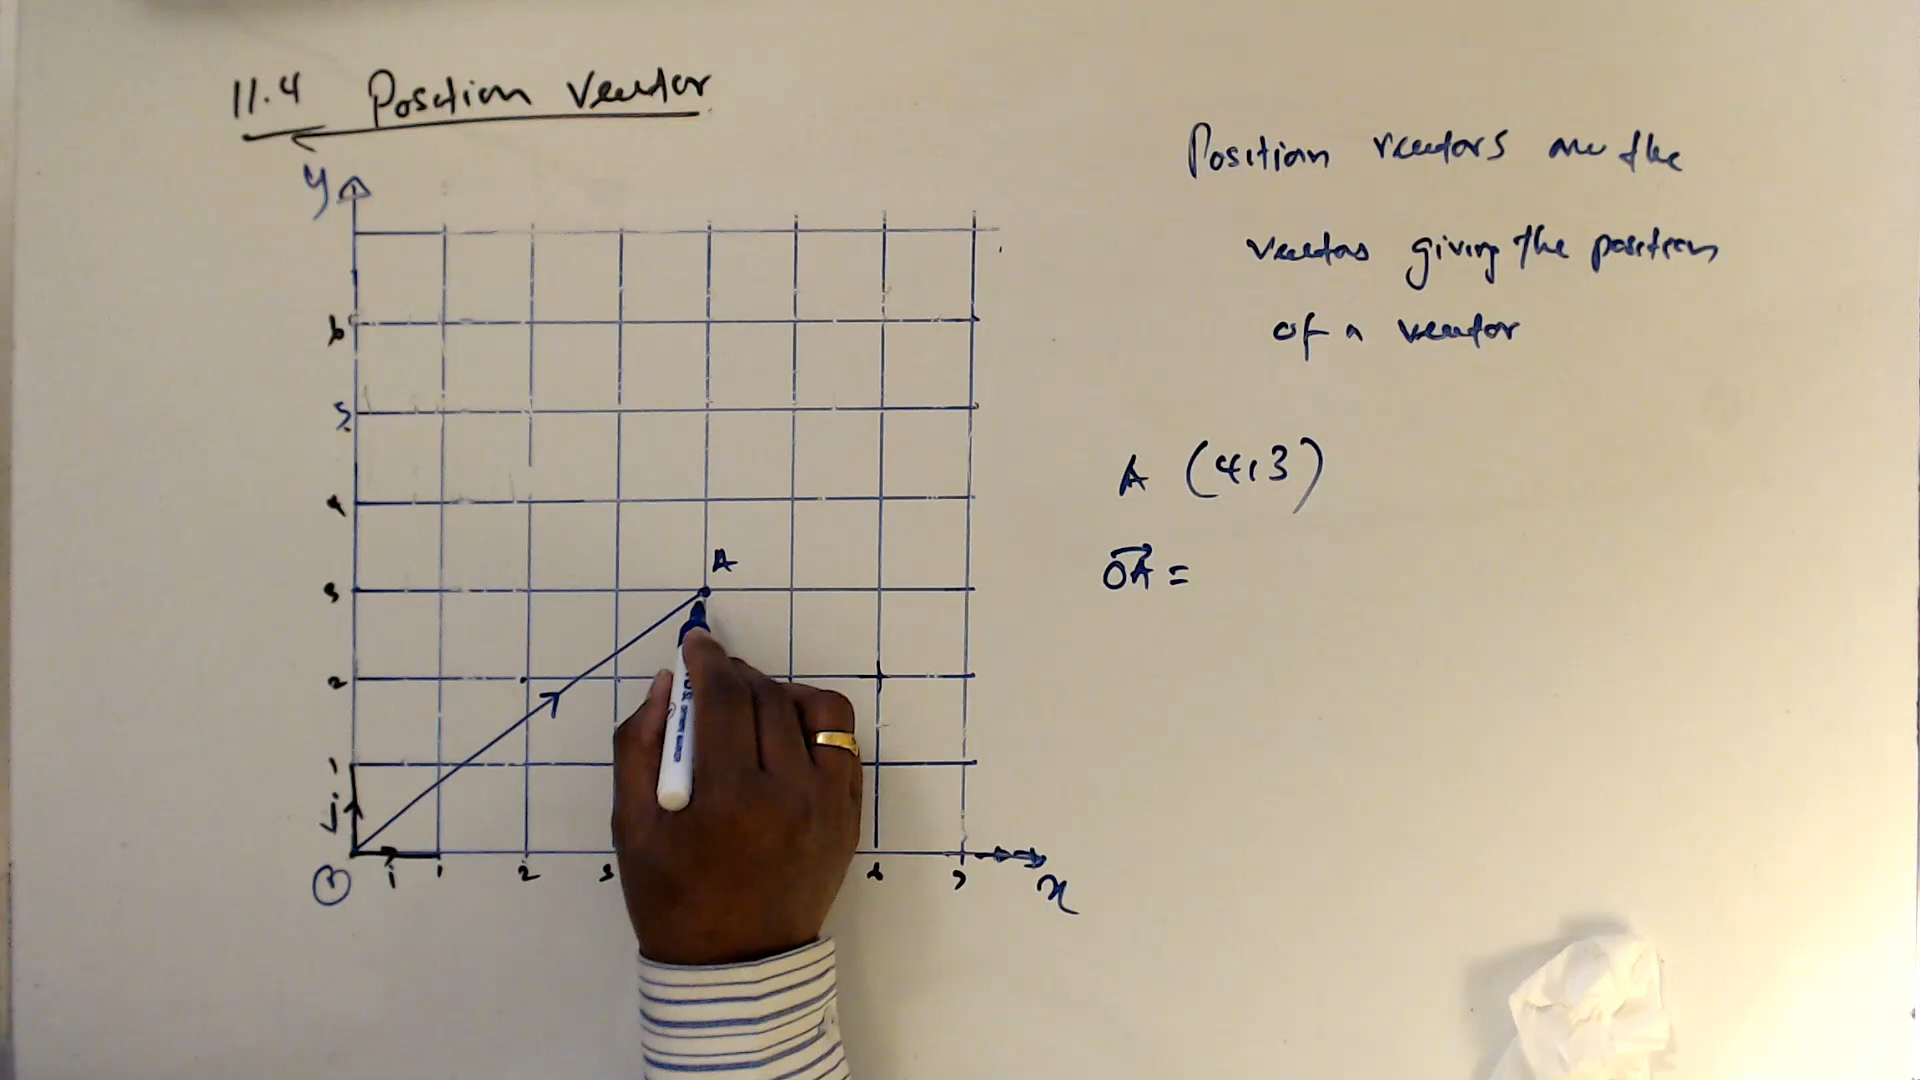 11.4 Position Vector
Position vectors are the
vectors giving the position
of a vector
y
6
5
4
A (4,3)
A
3
OA =
2
1
j
O i 1 2 3 6 7 x